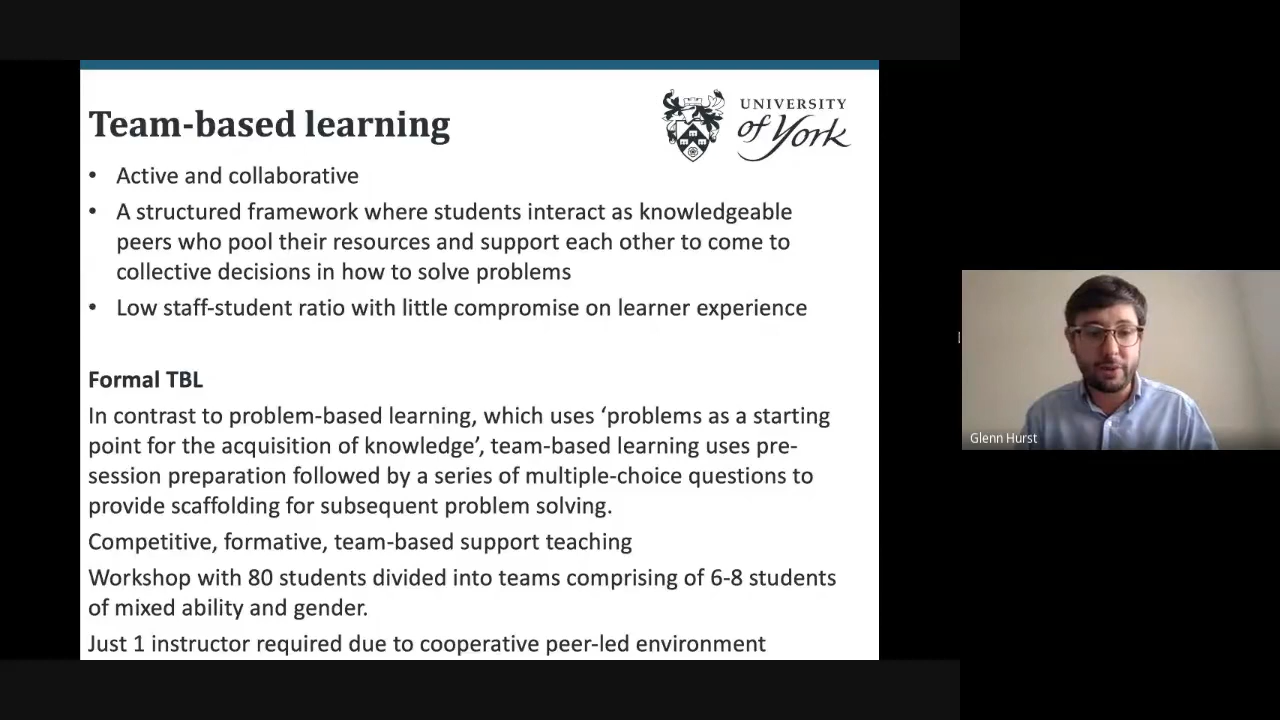 Team-based learning
UNIVERSITY
of York
• Active and collaborative
• A structured framework where students interact as knowledgeable
peers who pool their resources and support each other to come to
collective decisions in how to solve problems
• Low staff-student ratio with little compromise on learner experience
Formal TBL
In contrast to problem-based learning, which uses ‘problems as a starting
point for the acquisition of knowledge’, team-based learning uses pre-
session preparation followed by a series of multiple-choice questions to
provide scaffolding for subsequent problem solving.
Competitive, formative, team-based support teaching
Workshop with 80 students divided into teams comprising of 6-8 students
of mixed ability and gender.
Just 1 instructor required due to cooperative peer-led environment
Glenn Hurst